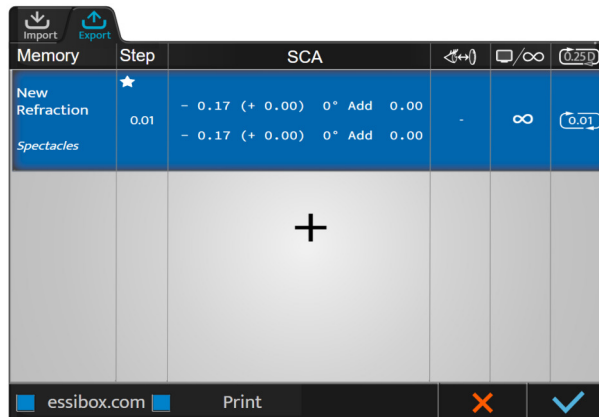 Import Export
Memory Step SCA /∞ 0.25D
New
Refraction
Spectacles
0.01
- 0.17 (+ 0.00) 0° Add 0.00
- 0.17 (+ 0.00) 0° Add 0.00
-
∞
0.01
+
essibox.com Print